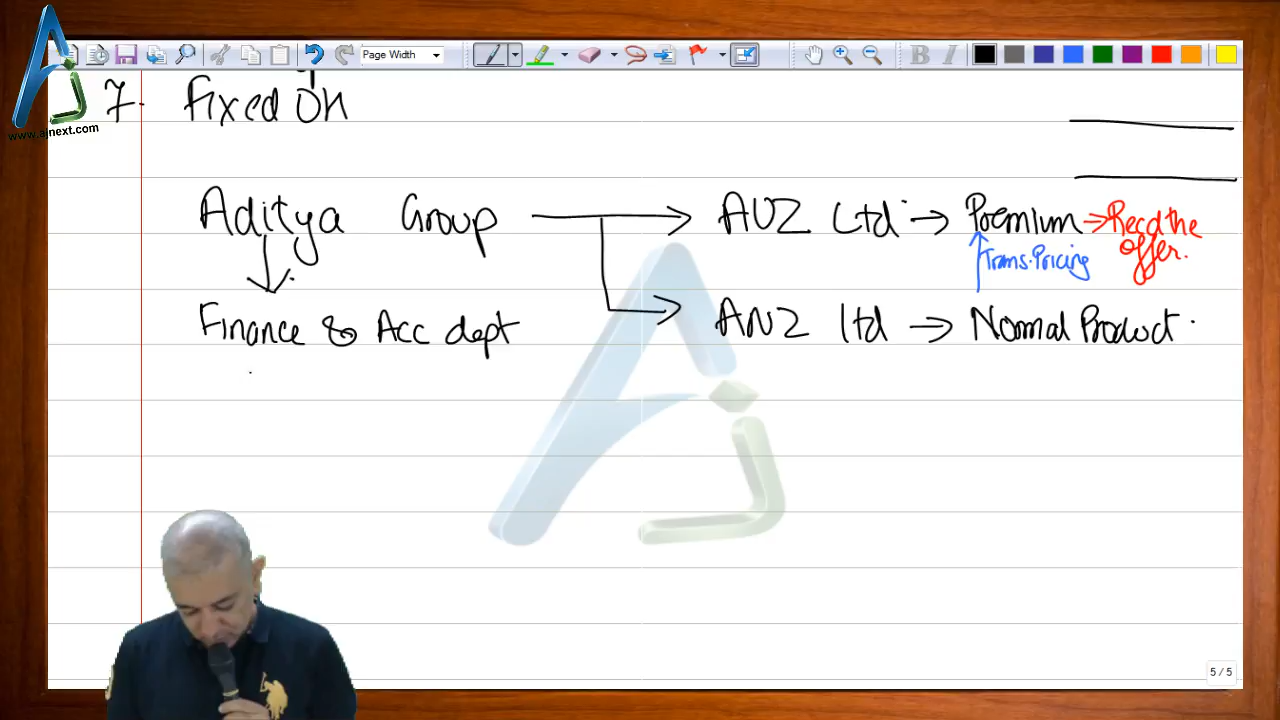 Page Width
B I
www.ajnext.com
7. Fixed OH
Aditya Group → AUZ Ltd → Premium → Recd the offer.
Trans. Pricing
Finance & Acc dept
ANZ ltd → Normal Product
5 / 5